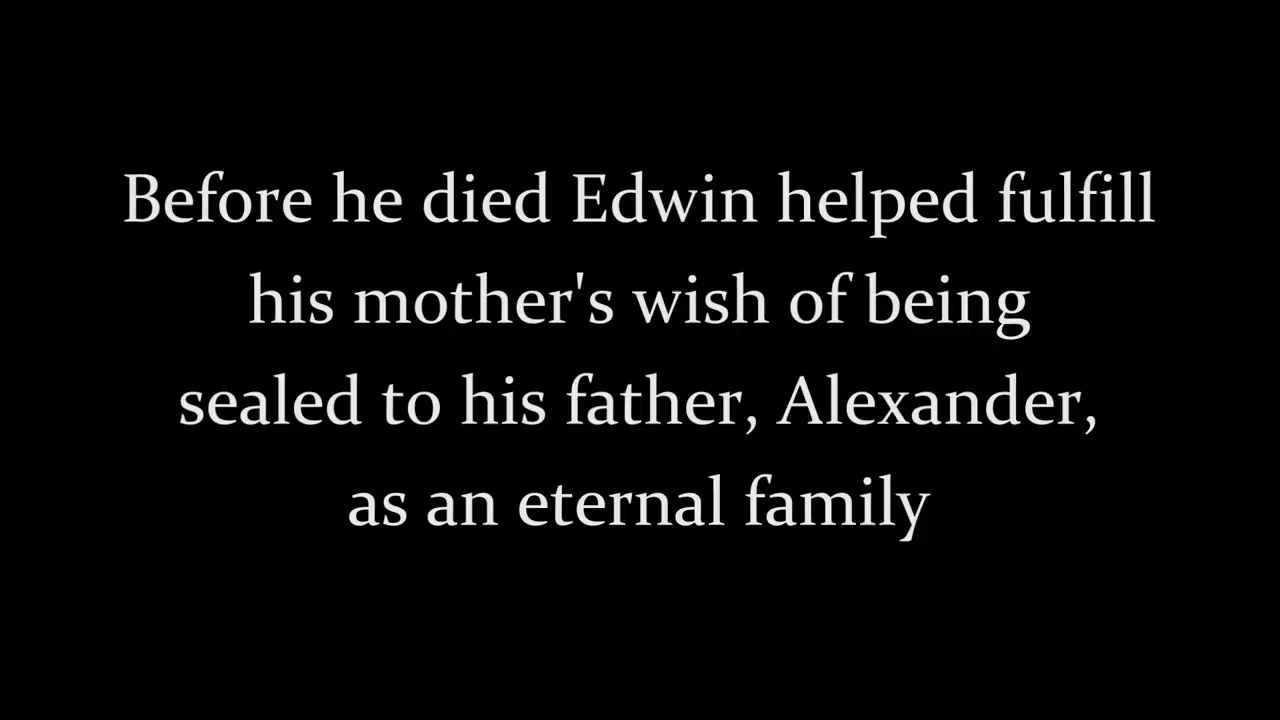 Before he died Edwin helped fulfill
his mother's wish of being
sealed to his father, Alexander,
as an eternal family